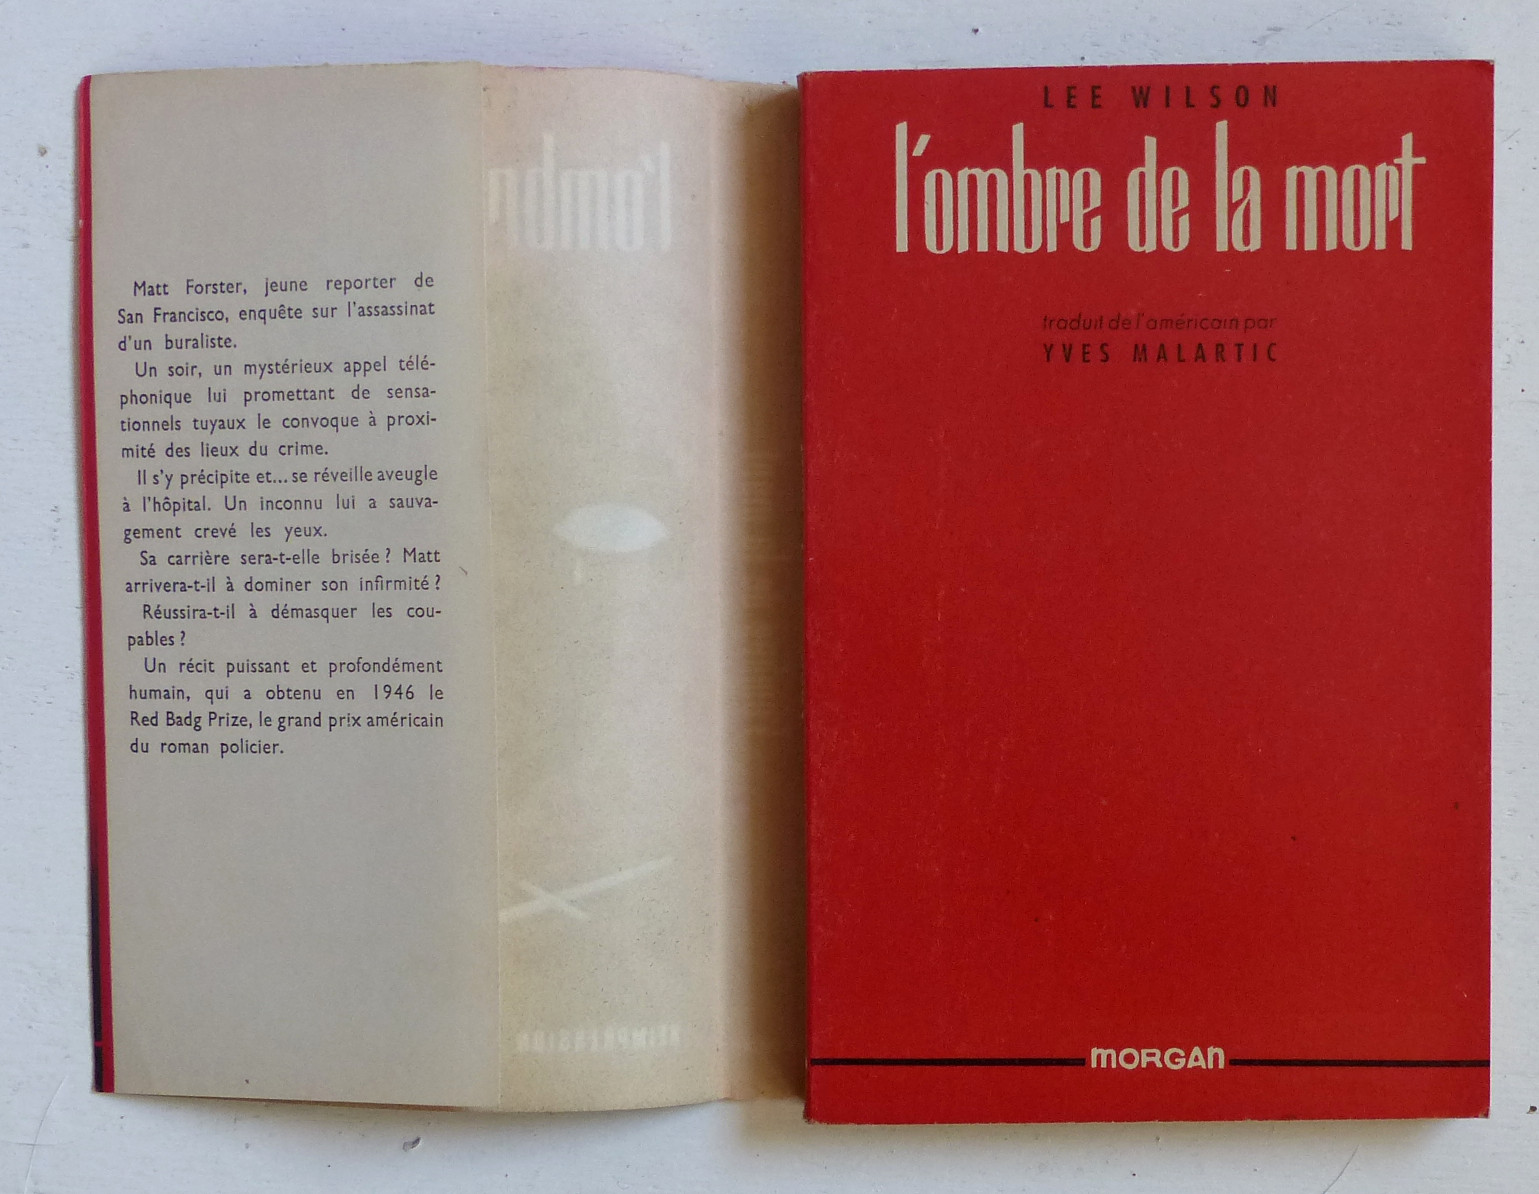 Matt Forster, jeune reporter de
San Francisco, enquête sur l'assassinat
d'un buraliste.
Un soir, un mystérieux appel télé-
phonique lui promettant de sensa-
tionnels tuyaux le convoque à proxi-
mité des lieux du crime.
Il s'y précipite et... se réveille aveugle
à l'hôpital. Un inconnu lui a sauva-
gement crevé les yeux.
Sa carrière sera-t-elle brisée ? Matt
arrivera-t-il à dominer son infirmité ?
Réussira-t-il à démasquer les cou-
pables ?
Un récit puissant et profondément
humain, qui a obtenu en 1946 le
Red Badg Prize, le grand prix américain
du roman policier.
l'ombr
RÉIMPRESSION
LEE WILSON
l'ombre de la mort
traduit de l'américain par
YVES MALARTIC
MORGAN